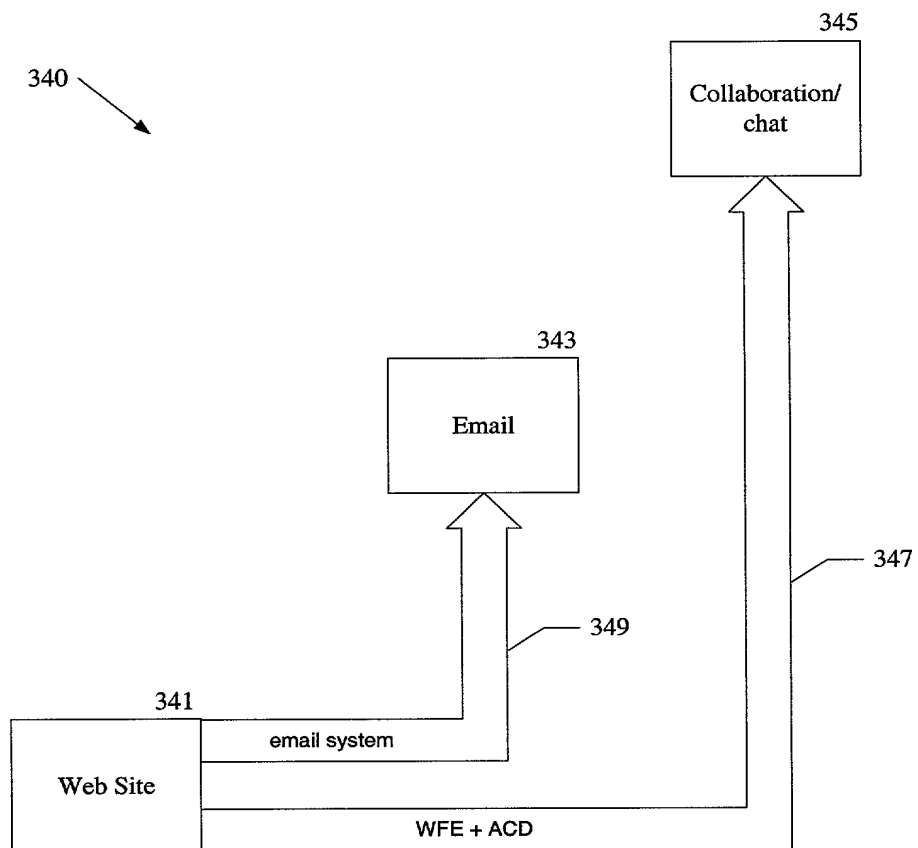 345
340
Collaboration/
chat
343
Email
347
349
341
email system
Web Site
WFE + ACD